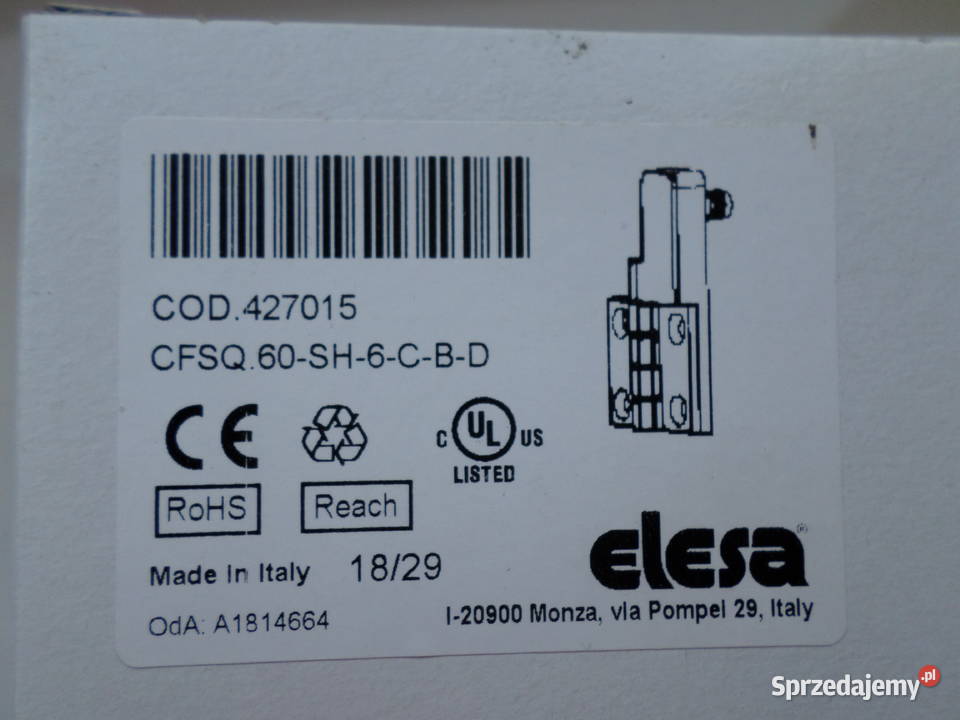 COD.427015
CFSQ.60-SH-6-C-B-D
CE
C UL US
LISTED
RoHS Reach
Made In Italy 18/29
OdA: A1814664
elesa®
I-20900 Monza, via Pompei 29, Italy
Sprzedajemy.pl